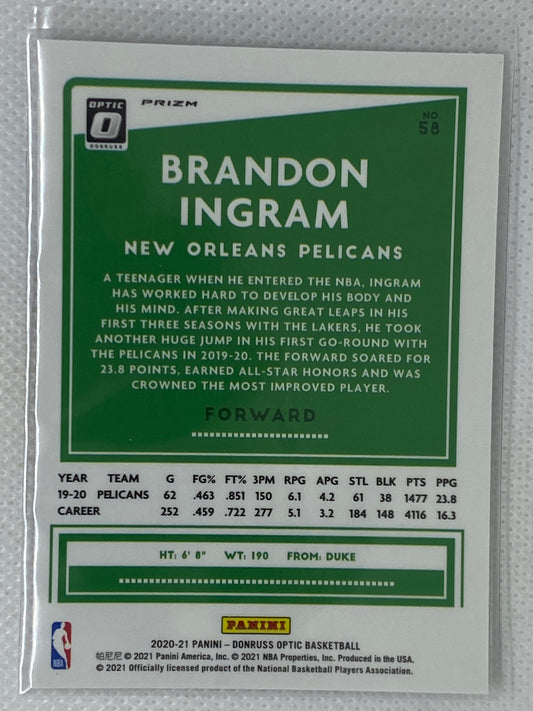 OPTIC
PRIZM
DONRUSS
NO.
58
BRANDON
INGRAM
NEW ORLEANS PELICANS
A TEENAGER WHEN HE ENTERED THE NBA, INGRAM
HAS WORKED HARD TO DEVELOP HIS BODY AND
HIS MIND. AFTER MAKING GREAT LEAPS IN HIS
FIRST THREE SEASONS WITH THE LAKERS, HE TOOK
ANOTHER HUGE JUMP IN HIS FIRST GO-ROUND WITH
THE PELICANS IN 2019-20. THE FORWARD SOARED FOR
23.8 POINTS, EARNED ALL-STAR HONORS AND WAS
CROWNED THE MOST IMPROVED PLAYER.
FORWARD
YEAR TEAM G FG% FT% 3PM RPG APG STL BLK PTS PPG
19-20 PELICANS 62 .463 .851 150 6.1 4.2 61 38 1477 23.8
CAREER 252 .459 .722 277 5.1 3.2 184 148 4116 16.3
HT: 6' 8" WT: 190 FROM: DUKE
PANINI
2020-21 PANINI – DONRUSS OPTIC BASKETBALL
帕尼尼 © 2021 Panini America, Inc. © 2021 NBA Properties, Inc. Produced in the USA.
© 2021 Officially licensed product of the National Basketball Players Association.
NBA